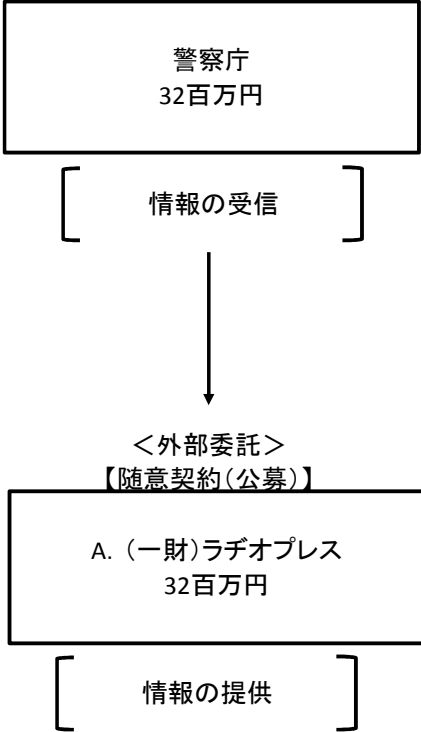 警察庁
32百万円
情報の受信
＜外部委託＞
【随意契約（公募）】
A.（一財）ラヂオプレス
32百万円
情報の提供